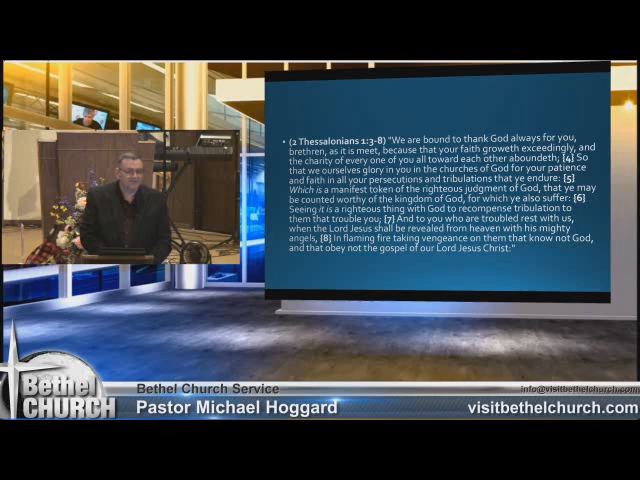 • (2 Thessalonians 1:3-8) "We are bound to thank God always for you,
brethren, as it is meet, because that your faith groweth exceedingly, and
the charity of every one of you all toward each other aboundeth; {4} So
that we ourselves glory in you in the churches of God for your patience
and faith in all your persecutions and tribulations that ye endure: {5}
Which is a manifest token of the righteous judgment of God, that ye may
be counted worthy of the kingdom of God, for which ye also suffer: {6}
Seeing it is a righteous thing with God to recompense tribulation to
them that trouble you; {7} And to you who are troubled rest with us,
when the Lord Jesus shall be revealed from heaven with his mighty
angels, {8} In flaming fire taking vengeance on them that know not God,
and that obey not the gospel of our Lord Jesus Christ:"
Bethel
CHURCH
Bethel Church Service
info@visitbethelchurch.com
Pastor Michael Hoggard
visitbethelchurch.com